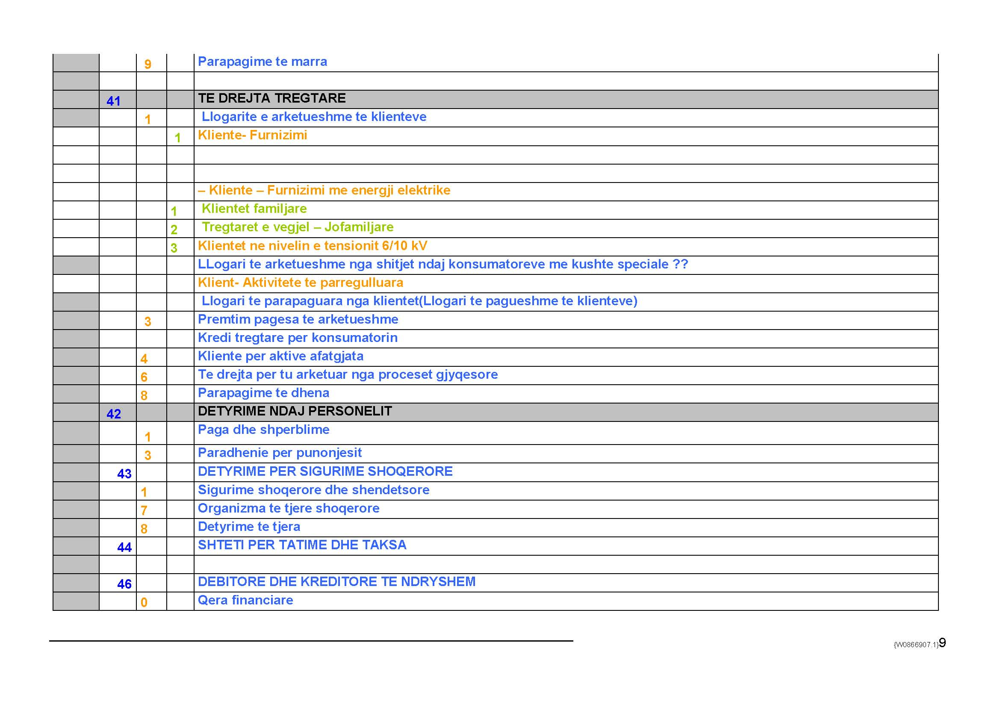 9 Parapagime te marra
41 TE DREJTA TREGTARE
1 Llogarite e arketueshme te klienteve
1 Kliente- Furnizimi
– Kliente – Furnizimi me energji elektrike
1 Klientet familjare
2 Tregtaret e vegjel – Jofamiljare
3 Klientet ne nivelin e tensionit 6/10 kV
LLogari te arketueshme nga shitjet ndaj konsumatoreve me kushte speciale ??
Klient- Aktivitete te parregulluara
Llogari te parapaguara nga klientet(Llogari te pagueshme te klienteve)
3 Premtim pagesa te arketueshme
Kredi tregtare per konsumatorin
4 Kliente per aktive afatgjata
6 Te drejta per tu arketuar nga proceset gjyqesore
8 Parapagime te dhena
42 DETYRIME NDAJ PERSONELIT
1 Paga dhe shperblime
3 Paradhenie per punonjesit
43 DETYRIME PER SIGURIME SHOQERORE
1 Sigurime shoqerore dhe shendetsore
7 Organizma te tjere shoqerore
8 Detyrime te tjera
44 SHTETI PER TATIME DHE TAKSA
46 DEBITORE DHE KREDITORE TE NDRYSHEM
0 Qera financiare
{W0866907.1}9